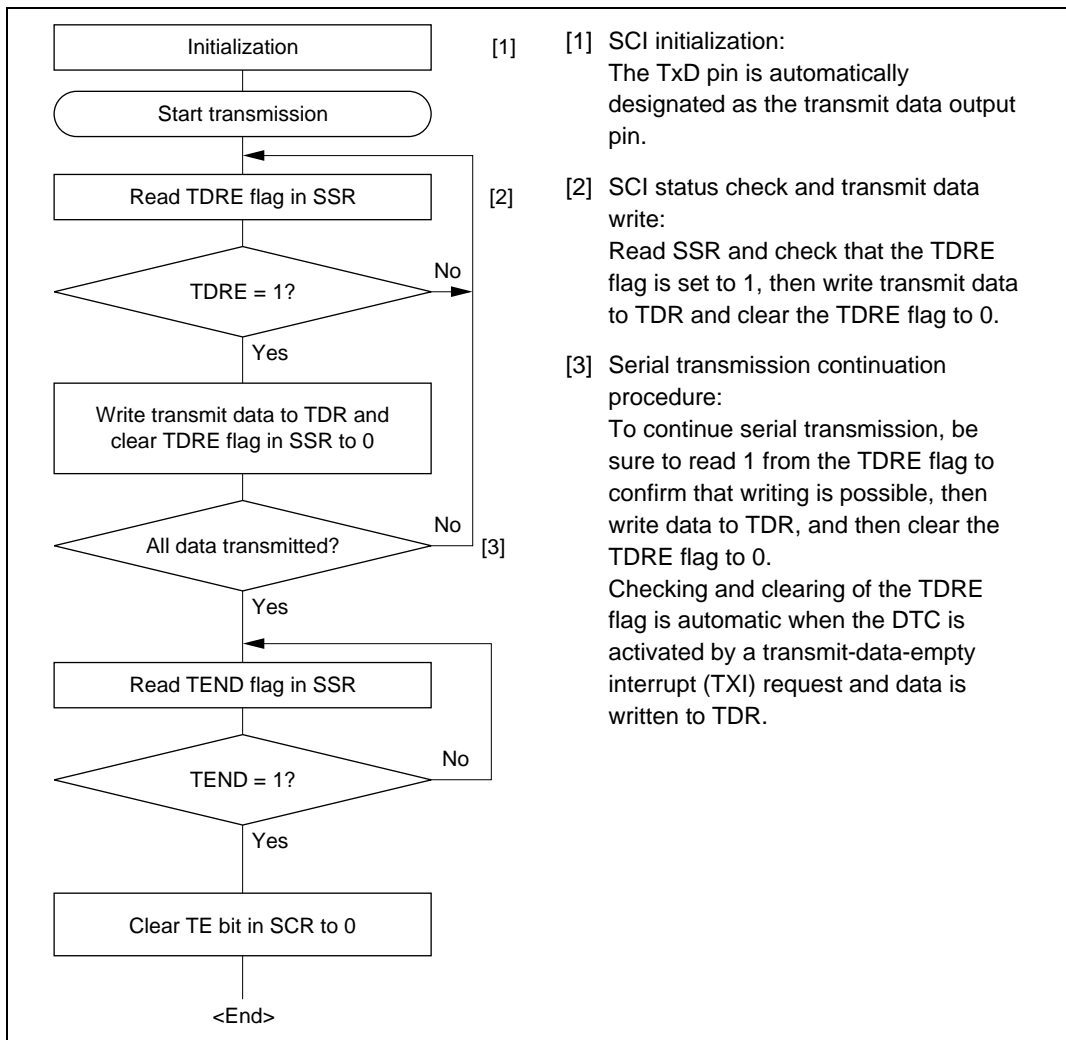 Initialization [1]
Start transmission
Read TDRE flag in SSR [2]
No
TDRE = 1?
Yes
Write transmit data to TDR and
clear TDRE flag in SSR to 0
No
All data transmitted? [3]
Yes
Read TEND flag in SSR
No
TEND = 1?
Yes
Clear TE bit in SCR to 0
<End>
[1] SCI initialization:
The TxD pin is automatically
designated as the transmit data output
pin.
[2] SCI status check and transmit data
write:
Read SSR and check that the TDRE
flag is set to 1, then write transmit data
to TDR and clear the TDRE flag to 0.
[3] Serial transmission continuation
procedure:
To continue serial transmission, be
sure to read 1 from the TDRE flag to
confirm that writing is possible, then
write data to TDR, and then clear the
TDRE flag to 0.
Checking and clearing of the TDRE
flag is automatic when the DTC is
activated by a transmit-data-empty
interrupt (TXI) request and data is
written to TDR.